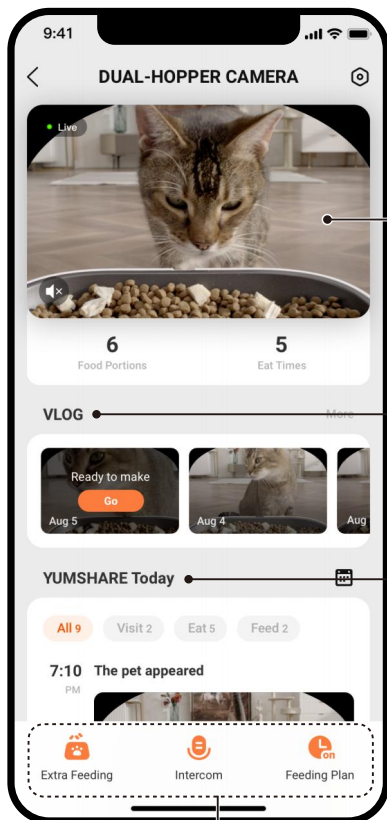 9:41
DUAL-HOPPER CAMERA
Live
6 5
Food Portions Eat Times
VLOG More
Ready to make
Go
Aug 5 Aug 4 Aug
YUMSHARE Today
All 9 Visit 2 Eat 5 Feed 2
7:10 The pet appeared
PM
on
Extra Feeding Intercom Feeding Plan